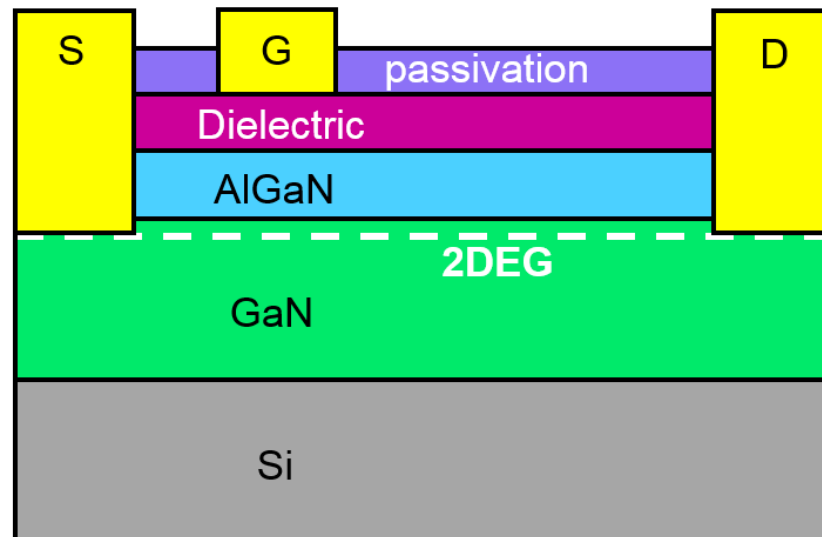 S
G
D
passivation
Dielectric
AlGaN
2DEG
GaN
Si